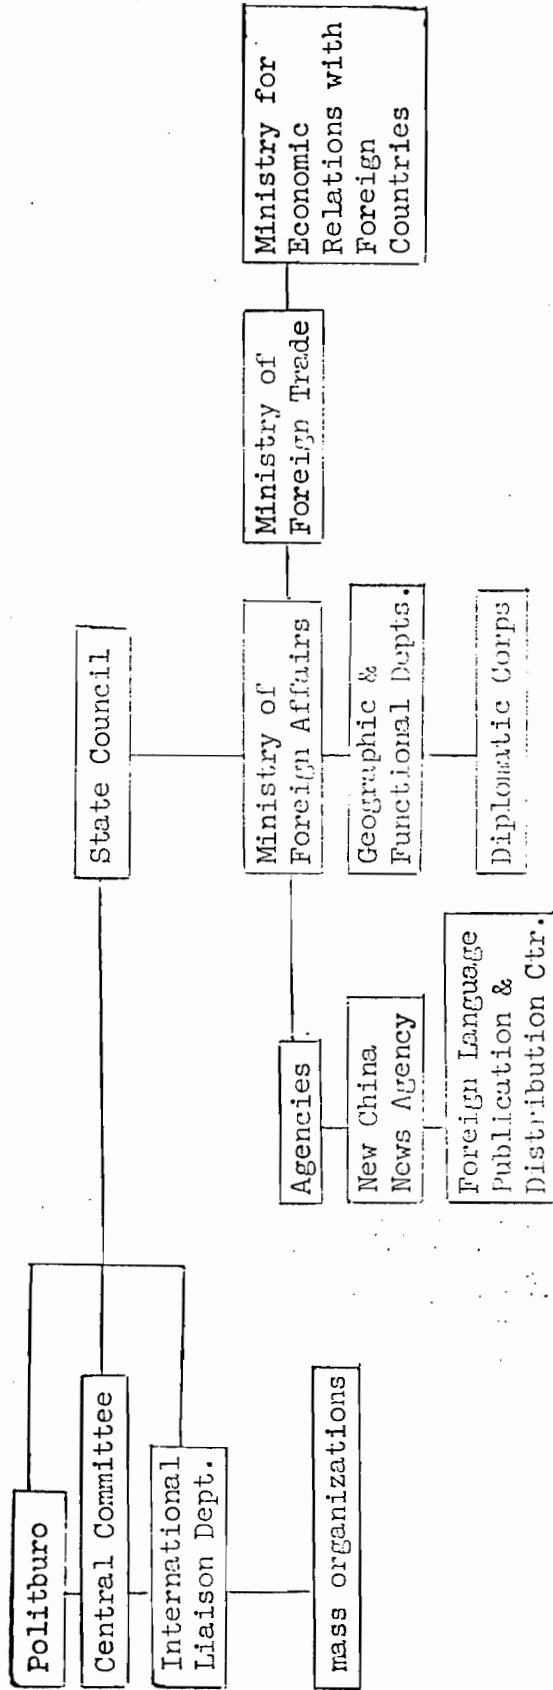 Politburo
Central Committee
International
Liaison Dept.
mass organizations
State Council
Agencies
New China
News Agency
Foreign Language
Publication &
Distribution Ctr.
Ministry of
Foreign Affairs
Geographic &
Functional Depts.
Diplomatic Corps
Ministry of
Foreign Trade
Ministry for
Economic
Relations with
Foreign
Countries